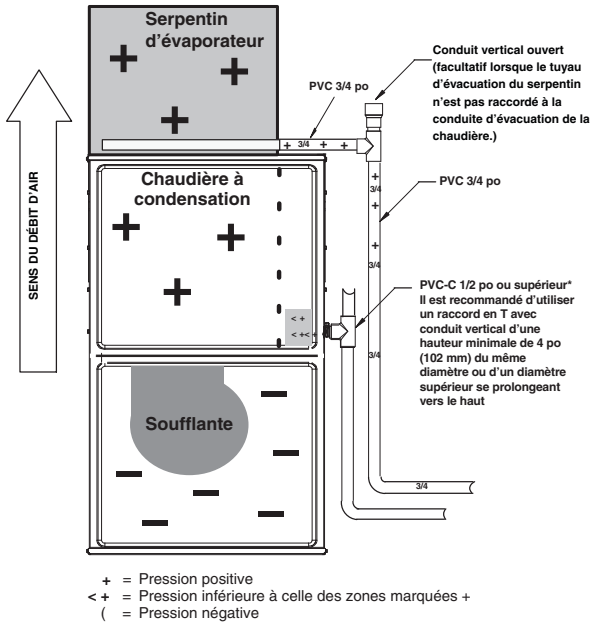 Serpentin
d'évaporateur
PVC 3/4 po
Conduit vertical ouvert
(facultatif lorsque le tuyau
d'évacuation du serpentin
n'est pas raccordé à la
conduite d'évacuation de la
chaudière.)
+ 3/4 + +
SENS DU DÉBIT D'AIR
Chaudière à
condensation
+
3/4
+
PVC 3/4 po
+
3/4
< +
< +< +
PVC-C 1/2 po ou supérieur*
Il est recommandé d'utiliser
un raccord en T avec
conduit vertical d'une
hauteur minimale de 4 po
(102 mm) du même
diamètre ou d'un diamètre
supérieur se prolongeant
vers le haut
3/4
Soufflante
3/4
+ = Pression positive
< + = Pression inférieure à celle des zones marquées +
( = Pression négative